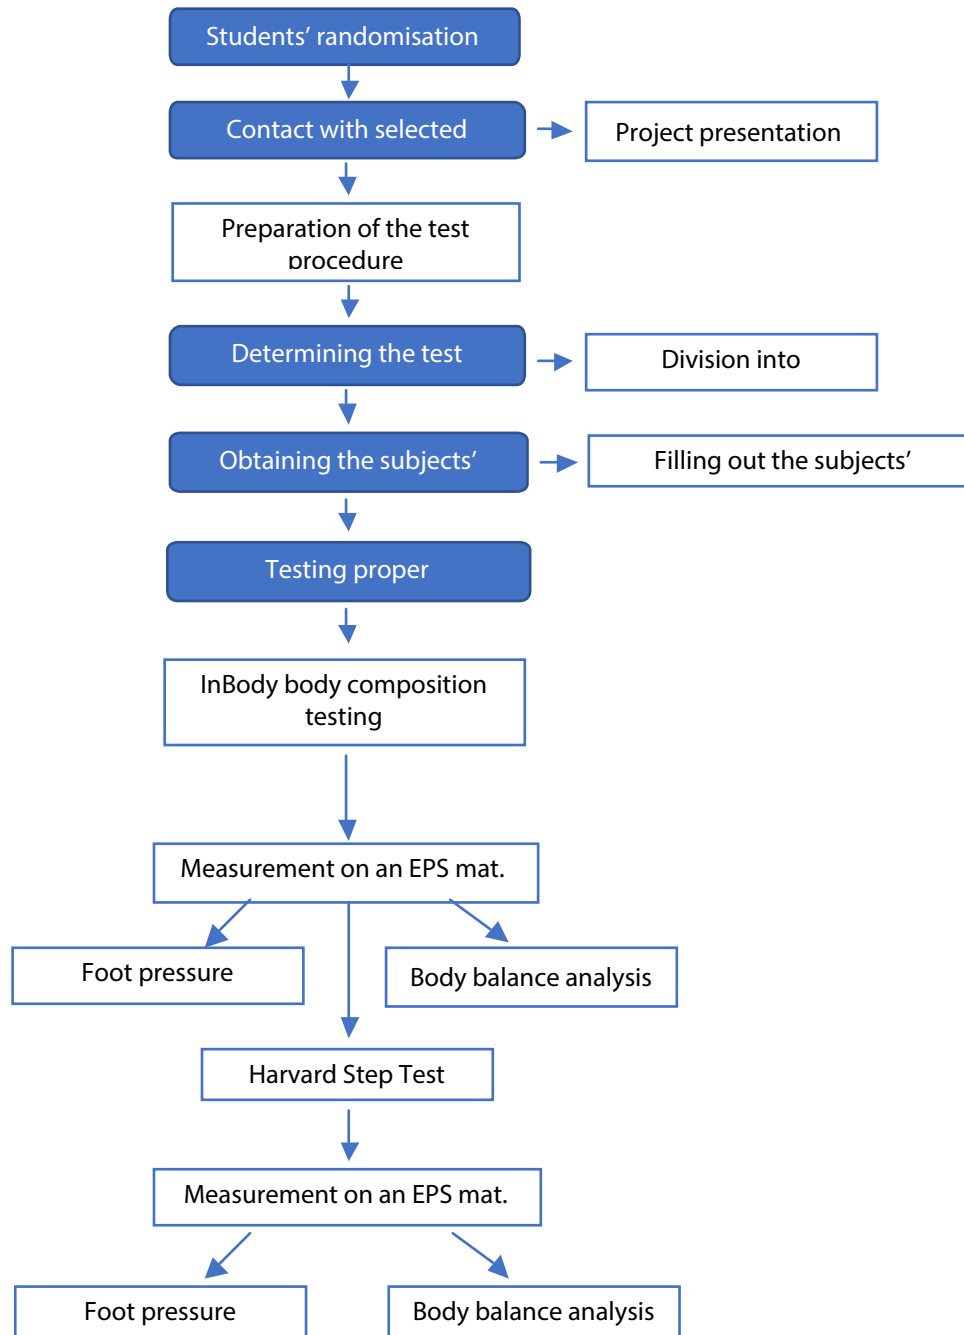 Students’ randomisation
Contact with selected
Project presentation
Preparation of the test
procedure
Determining the test
Division into
Obtaining the subjects’
Filling out the subjects’
Testing proper
InBody body composition
testing
Measurement on an EPS mat.
Foot pressure
Body balance analysis
Harvard Step Test
Measurement on an EPS mat.
Foot pressure
Body balance analysis